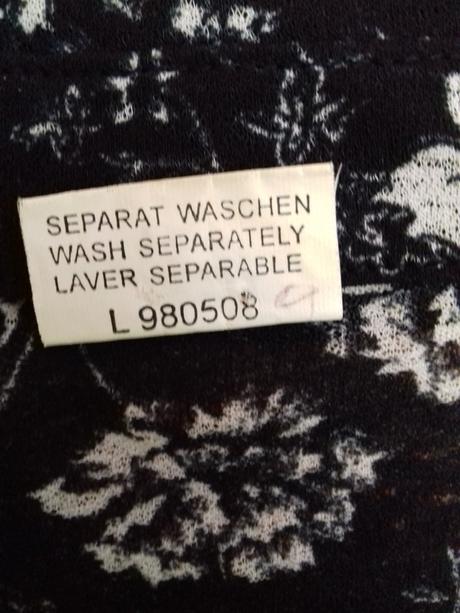 SEPARAT WASCHEN
WASH SEPARATELY
LAVER SEPARABLE
L 980508